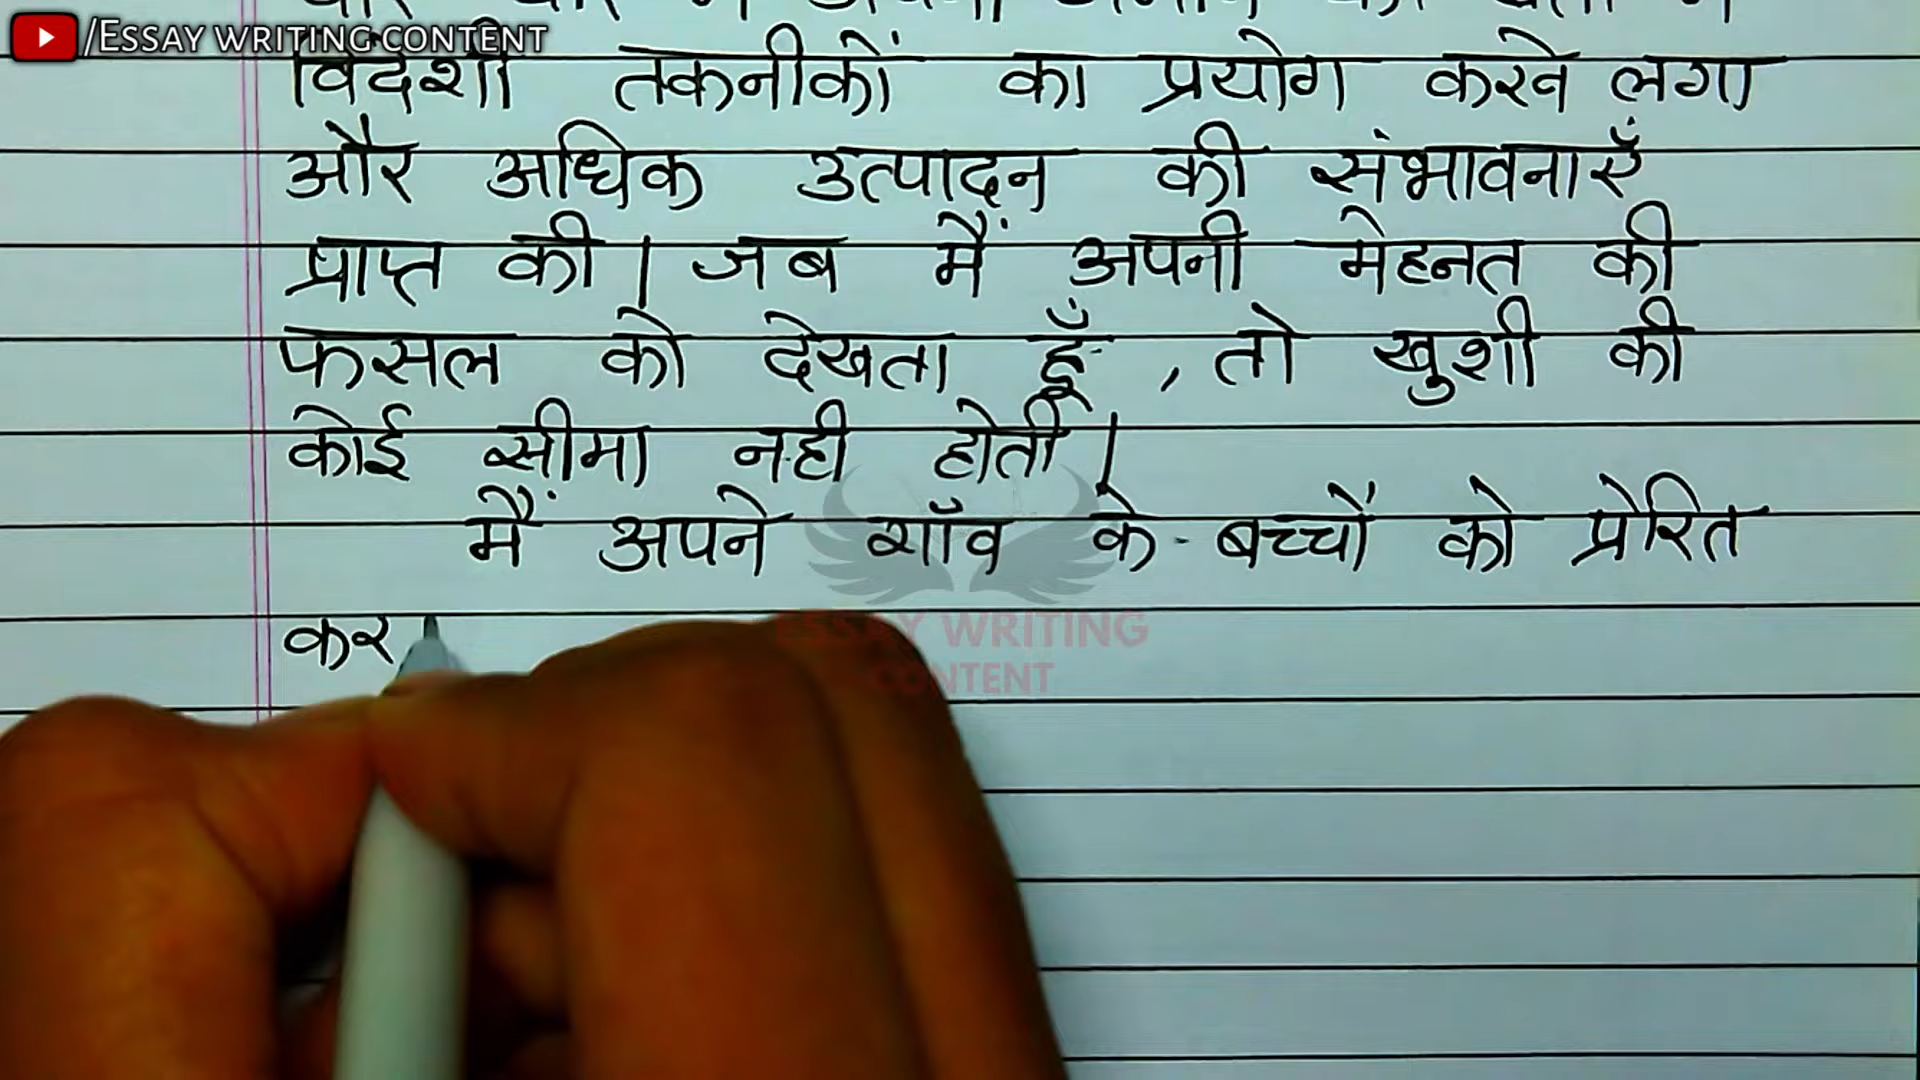 /ESSAY WRITING CONTENT
विदेशी तकनीकों का प्रयोग करने लगा
और अधिक उत्पादन की संभावनाएँ
प्राप्त की। जब मैं अपनी मेहनत की
फसल को देखता हूँ, तो खुशी की
कोई सीमा नही होती।
मैं अपने गाँव के बच्चों को प्रेरित
कर
ESSAY WRITING
CONTENT